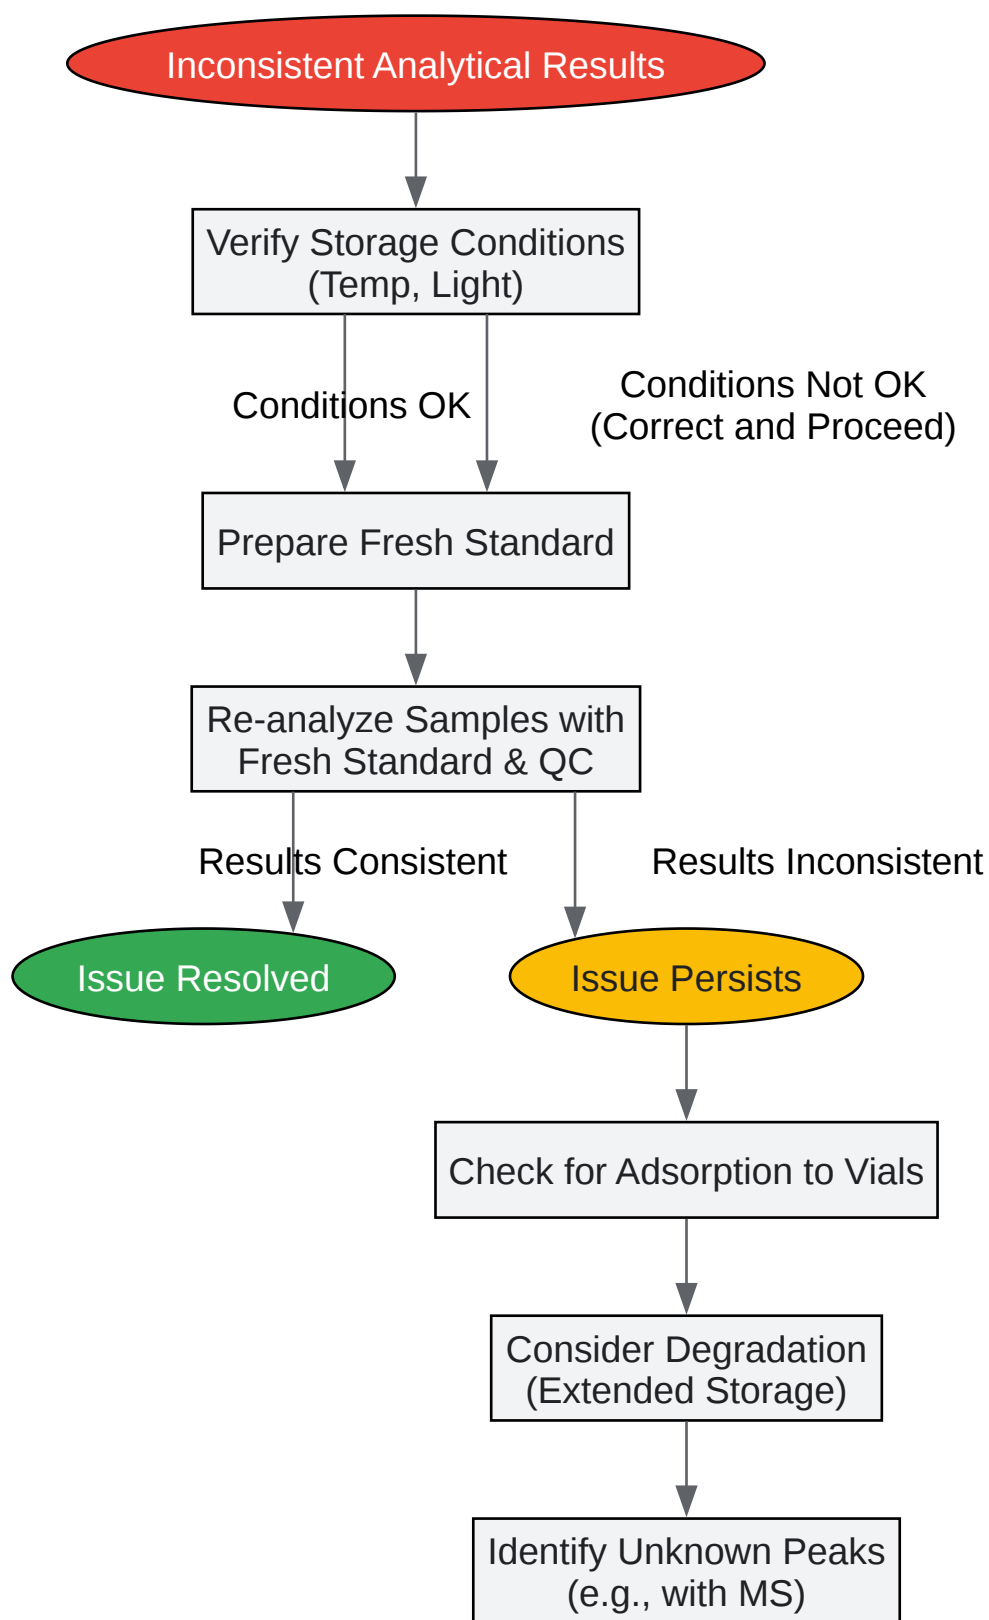 Inconsistent Analytical Results
Verify Storage Conditions
(Temp, Light)
Conditions OK
Conditions Not OK
(Correct and Proceed)
Prepare Fresh Standard
Re-analyze Samples with
Fresh Standard & QC
Results Consistent
Results Inconsistent
Issue Resolved
Issue Persists
Check for Adsorption to Vials
Consider Degradation
(Extended Storage)
Identify Unknown Peaks
(e.g., with MS)